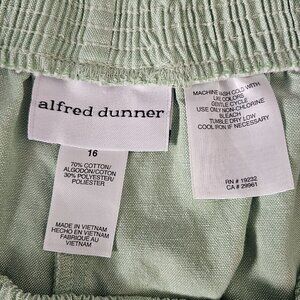 alfred dunner
16
70% COTTON/
ALGODON/COTON
30% POLYESTER/
POLIESTER
MADE IN VIETNAM
HECHO EN VIETNAM
VIETNAM
MACHINE WASH COLD WITH
LIKE COLORS
GENTLE CYCLE
USE ONLY NON-CHLORINE
BLEACH
TUMBLE DRY LOW
COOL IRON IF NECESSARY
RN # 19232
CA # 29961